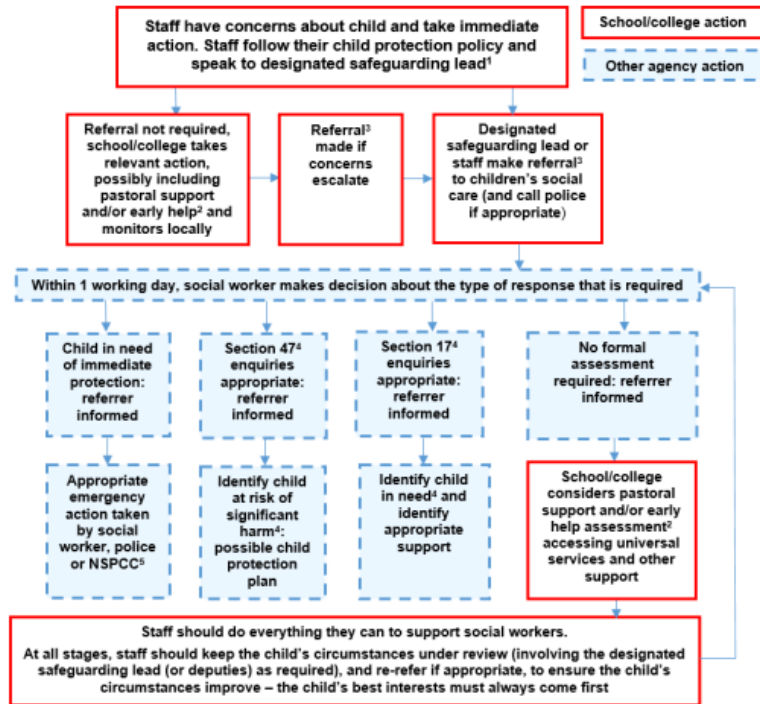 Staff have concerns about child and take immediate
action. Staff follow their child protection policy and
speak to designated safeguarding lead¹
School/college action
Other agency action
Referral not required,
school/college takes
relevant action,
possibly including
pastoral support
and/or early help² and
monitors locally
Referral³
made if
concerns
escalate
Designated
safeguarding lead or
staff make referral³
to children's social
care (and call police
if appropriate)
Within 1 working day, social worker makes decision about the type of response that is required
Child in need
of immediate
protection:
referrer
informed
Section 47⁴
enquiries
appropriate:
referrer
informed
Section 17⁴
enquiries
appropriate:
referrer
informed
No formal
assessment
required: referrer
informed
Appropriate
emergency
action taken
by social
worker, police
or NSPCC⁵
Identify child
at risk of
significant
harm⁴:
possible child
protection
plan
Identify child
in need⁴ and
identify
appropriate
support
School/college
considers pastoral
support and/or early
help assessment²
accessing universal
services and other
support
Staff should do everything they can to support social workers.
At all stages, staff should keep the child's circumstances under review (involving the designated
safeguarding lead (or deputies) as required), and re-refer if appropriate, to ensure the child's
circumstances improve – the child's best interests must always come first